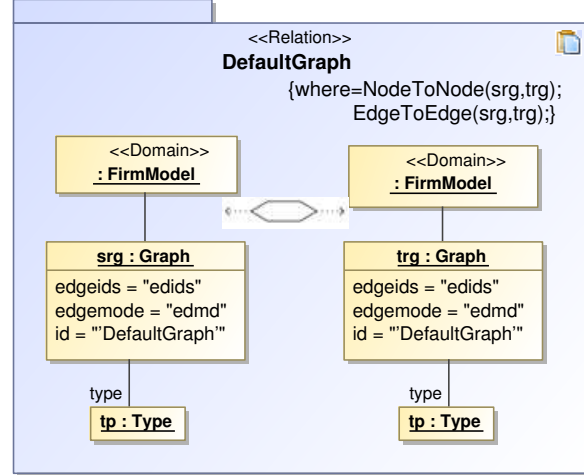 <<Relation>>
DefaultGraph
{where=NodeToNode(srg,trg);
EdgeToEdge(srg,trg);}
<<Domain>>
: FirmModel
<<Domain>>
: FirmModel
srg : Graph
edgeids = "edids"
edgemode = "edmd"
id = "'DefaultGraph'"
trg : Graph
edgeids = "edids"
edgemode = "edmd"
id = "'DefaultGraph'"
type
tp : Type
type
tp : Type